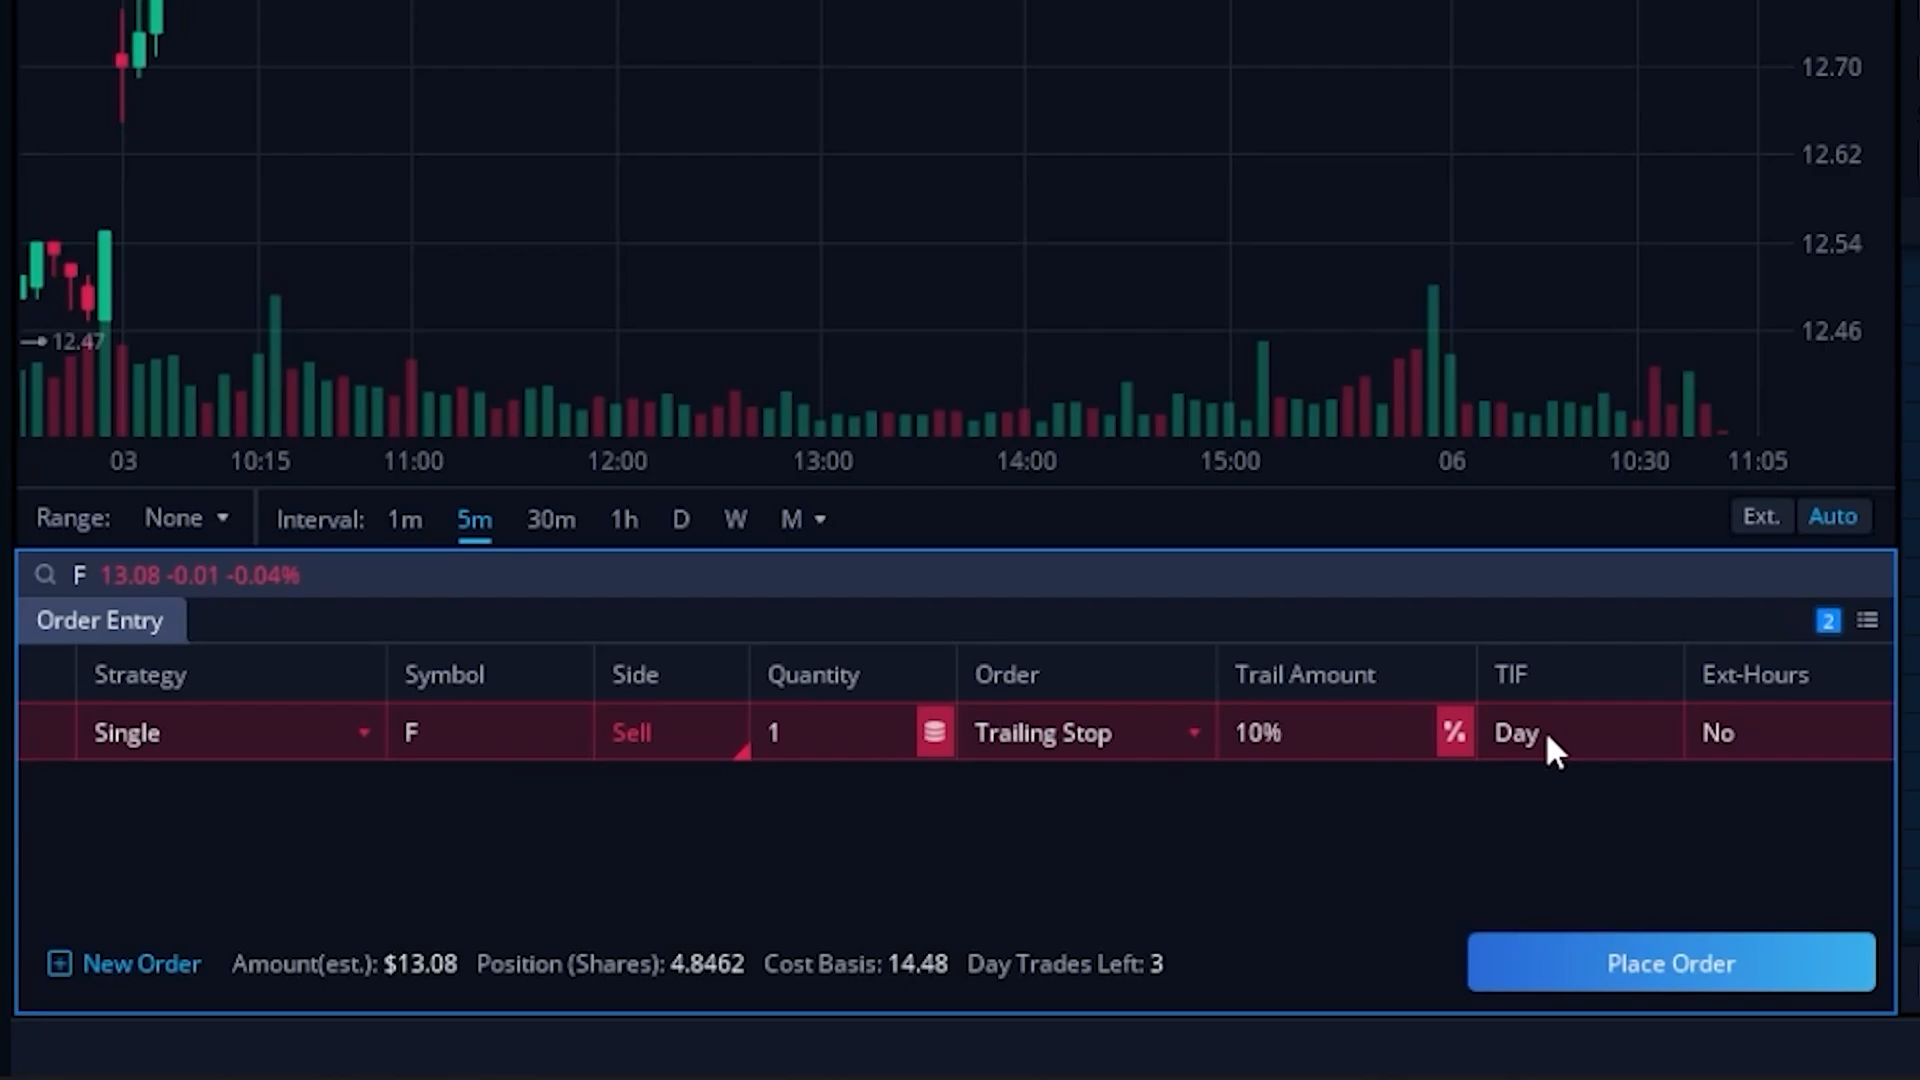 12.70
12.62
12.54
12.46
12.47
03 10:15 11:00 12:00 13:00 14:00 15:00 06 10:30 11:05
Range: None Interval: 1m 5m 30m 1h D W M Ext. Auto
F 13.08 -0.01 -0.04%
Order Entry 2
Strategy Symbol Side Quantity Order Trail Amount TIF Ext-Hours
Single F Sell 1 Trailing Stop 10% % Day No
New Order Amount(est.): $13.08 Position (Shares): 4.8462 Cost Basis: 14.48 Day Trades Left: 3 Place Order